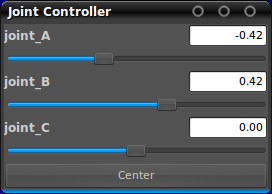 Joint Controller
joint_A -0.42
joint_B 0.42
joint_C 0.00
Center